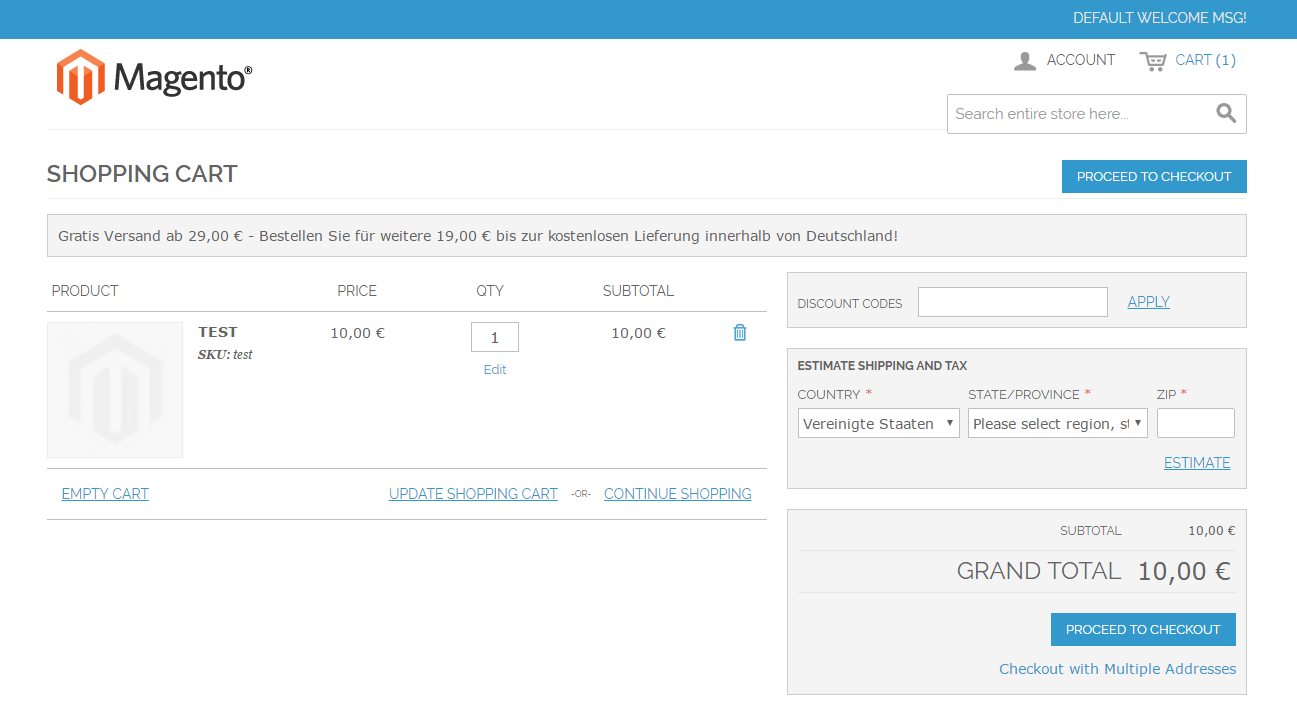 DEFAULT WELCOME MSG!
Magento®
ACCOUNT
CART (1)
Search entire store here...
SHOPPING CART
PROCEED TO CHECKOUT
Gratis Versand ab 29,00 € - Bestellen Sie für weitere 19,00 € bis zur kostenlosen Lieferung innerhalb von Deutschland!
PRODUCT PRICE QTY SUBTOTAL
TEST 10,00 € 1 10,00 €
SKU: test
Edit
EMPTY CART UPDATE SHOPPING CART -OR- CONTINUE SHOPPING
DISCOUNT CODES APPLY
ESTIMATE SHIPPING AND TAX
COUNTRY * STATE/PROVINCE * ZIP *
Vereinigte Staaten Please select region, st
ESTIMATE
SUBTOTAL 10,00 €
GRAND TOTAL 10,00 €
PROCEED TO CHECKOUT
Checkout with Multiple Addresses